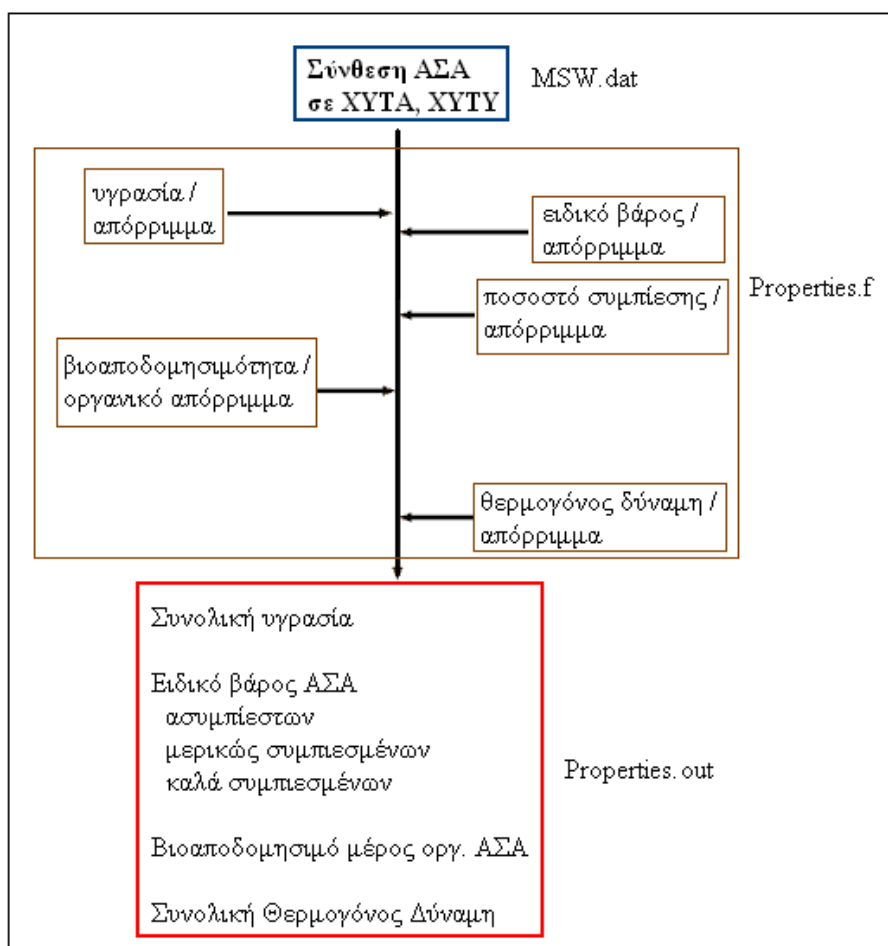 Σύνθεση ΑΣΑ
σε ΧΥΤΑ, ΧΥΤΥ
MSW.dat
υγρασία /
απόρριμμα
ειδικό βάρος /
απόρριμμα
ποσοστό συμπίεσης /
απόρριμμα
Properties.f
βιοαποδομησιμότητα /
οργανικό απόρριμμα
θερμογόνος δύναμη /
απόρριμμα
Συνολική υγρασία
Ειδικό βάρος ΑΣΑ
ασυμπίεστων
μερικώς συμπιεσμένων
καλά συμπιεσμένων
Βιοαποδομησιμό μέρος οργ. ΑΣΑ
Συνολική Θερμογόνος Δύναμη
Properties.out